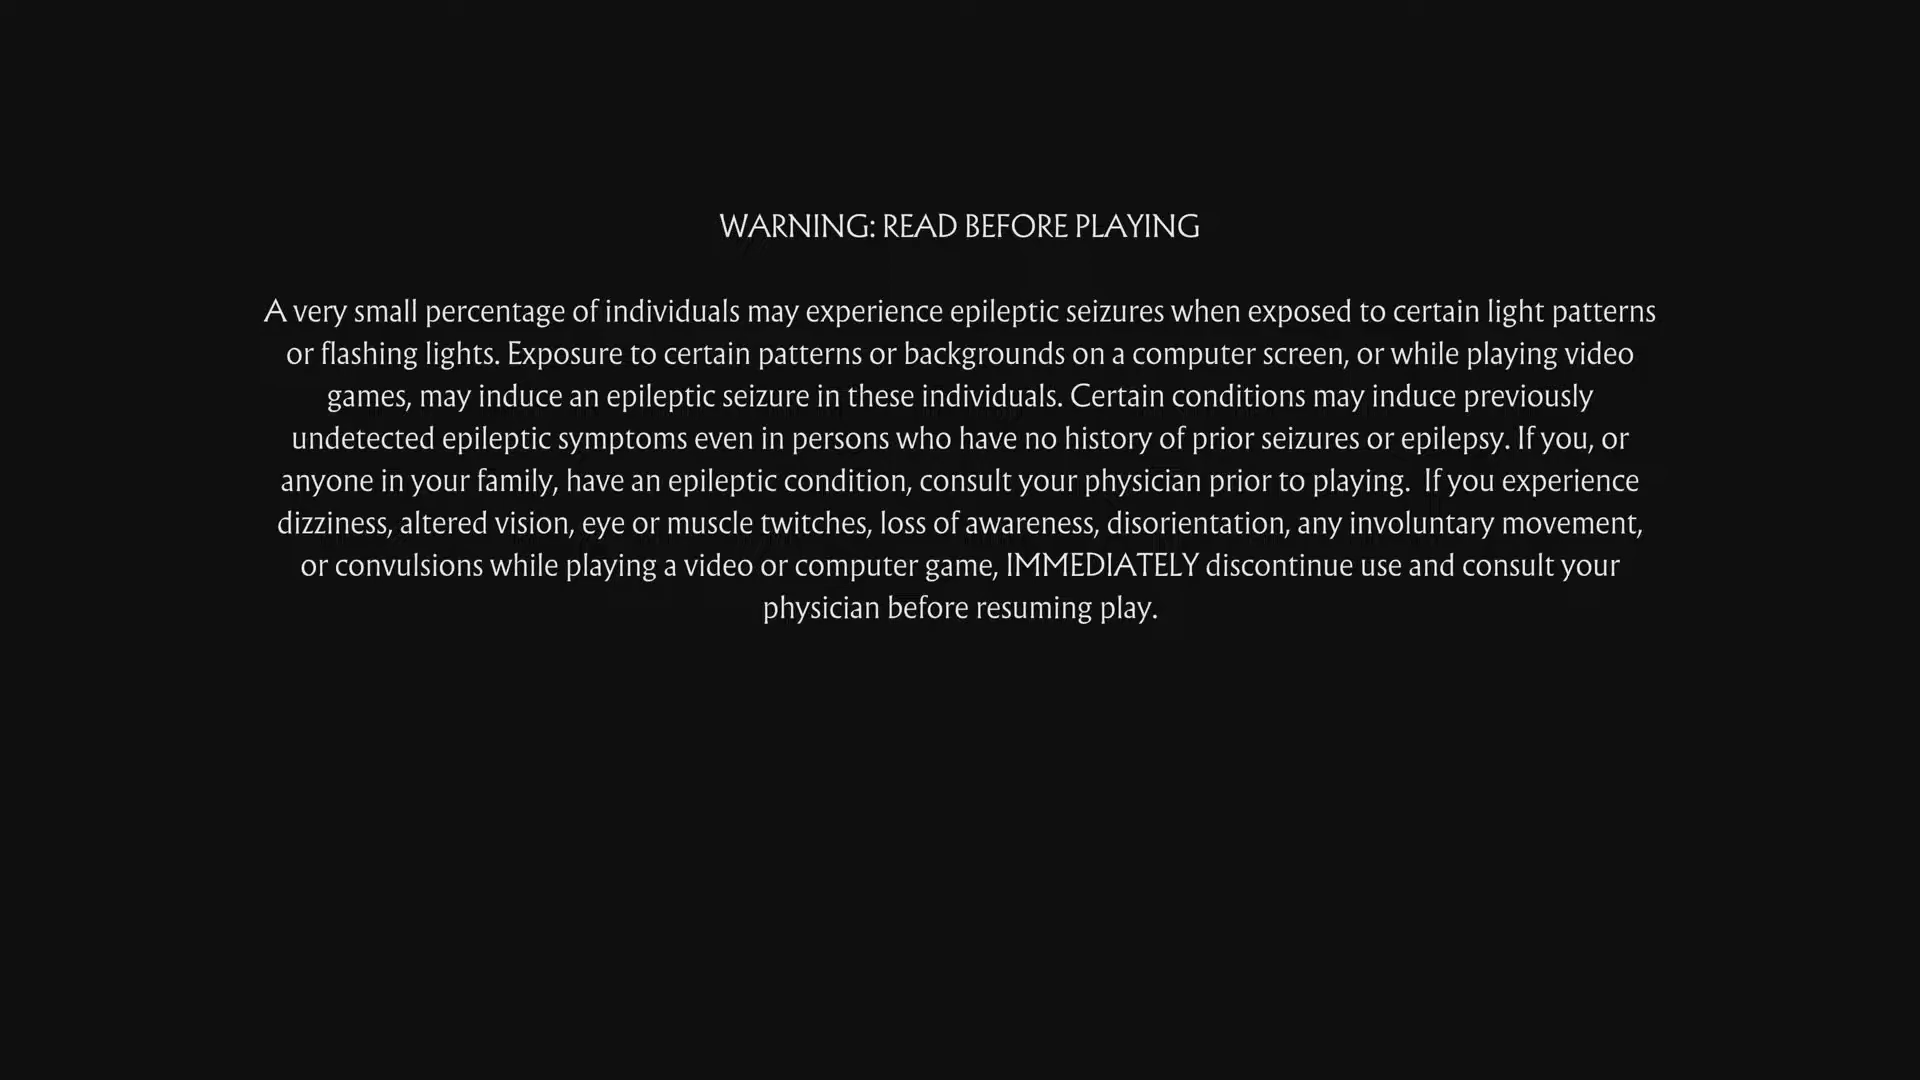 WARNING: READ BEFORE PLAYING
A very small percentage of individuals may experience epileptic seizures when exposed to certain light patterns
or flashing lights. Exposure to certain patterns or backgrounds on a computer screen, or while playing video
games, may induce an epileptic seizure in these individuals. Certain conditions may induce previously
undetected epileptic symptoms even in persons who have no history of prior seizures or epilepsy. If you, or
anyone in your family, have an epileptic condition, consult your physician prior to playing.  If you experience
dizziness, altered vision, eye or muscle twitches, loss of awareness, disorientation, any involuntary movement,
or convulsions while playing a video or computer game, IMMEDIATELY discontinue use and consult your
physician before resuming play.